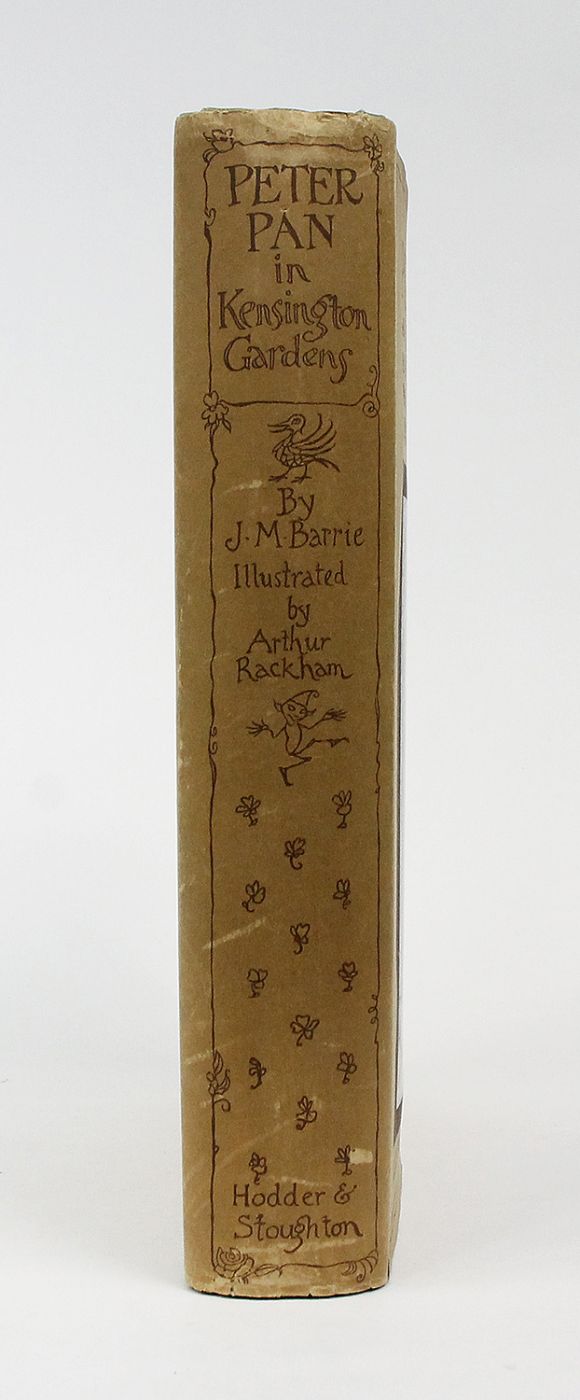 PETER
PAN
in
Kensington
Gardens
By
J. M. Barrie
Illustrated
by
Arthur
Rackham
Hodder &
Stoughton